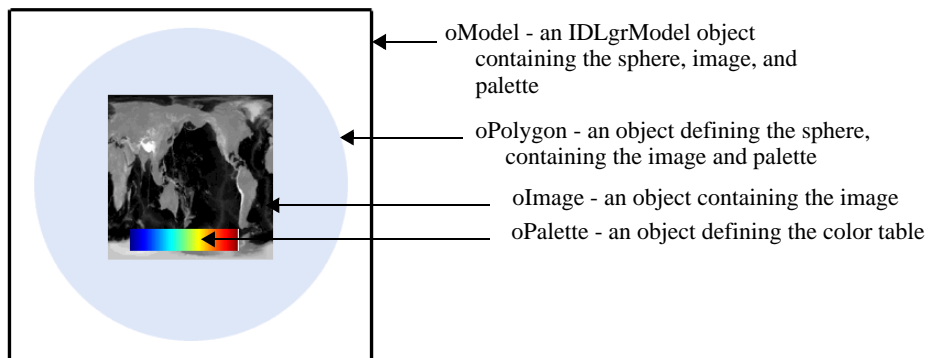 oModel - an IDLgrModel object
containing the sphere, image, and
palette
oPolygon - an object defining the sphere,
containing the image and palette
oImage - an object containing the image
oPalette - an object defining the color table